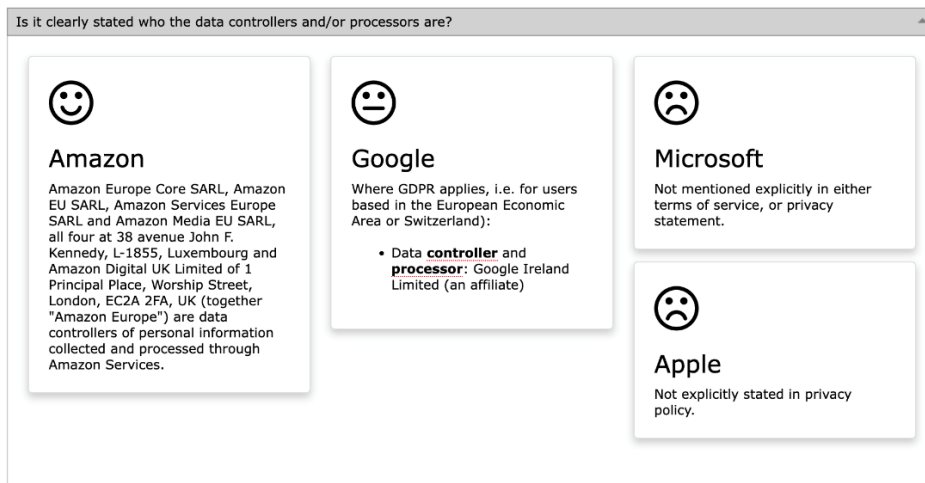 Is it clearly stated who the data controllers and/or processors are?
Amazon
Amazon Europe Core SARL, Amazon
EU SARL, Amazon Services Europe
SARL and Amazon Media EU SARL,
all four at 38 avenue John F.
Kennedy, L-1855, Luxembourg and
Amazon Digital UK Limited of 1
Principal Place, Worship Street,
London, EC2A 2FA, UK (together
"Amazon Europe") are data
controllers of personal information
collected and processed through
Amazon Services.
Google
Where GDPR applies, i.e. for users
based in the European Economic
Area or Switzerland):
• Data controller and
processor: Google Ireland
Limited (an affiliate)
Microsoft
Not mentioned explicitly in either
terms of service, or privacy
statement.
Apple
Not explicitly stated in privacy
policy.